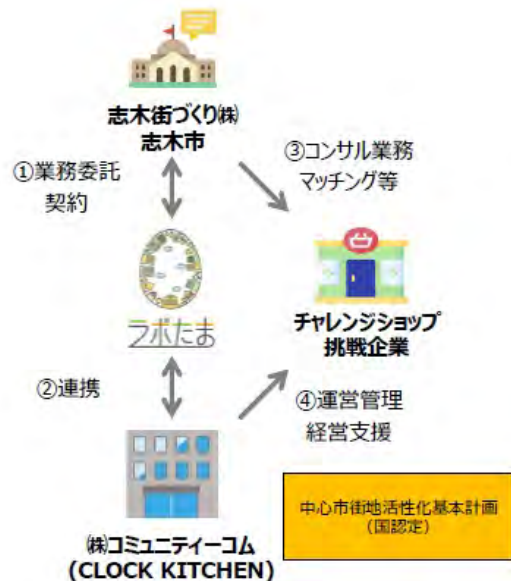 志木街づくり㈱
志木市
①業務委託
契約
③コンサル業務
マッチング等
ラボたま
チャレンジショップ
挑戦企業
②連携
④運営管理
経営支援
㈱コミュニティーコム
(CLOCK KITCHEN)
中心市街地活性化基本計画
(国認定)